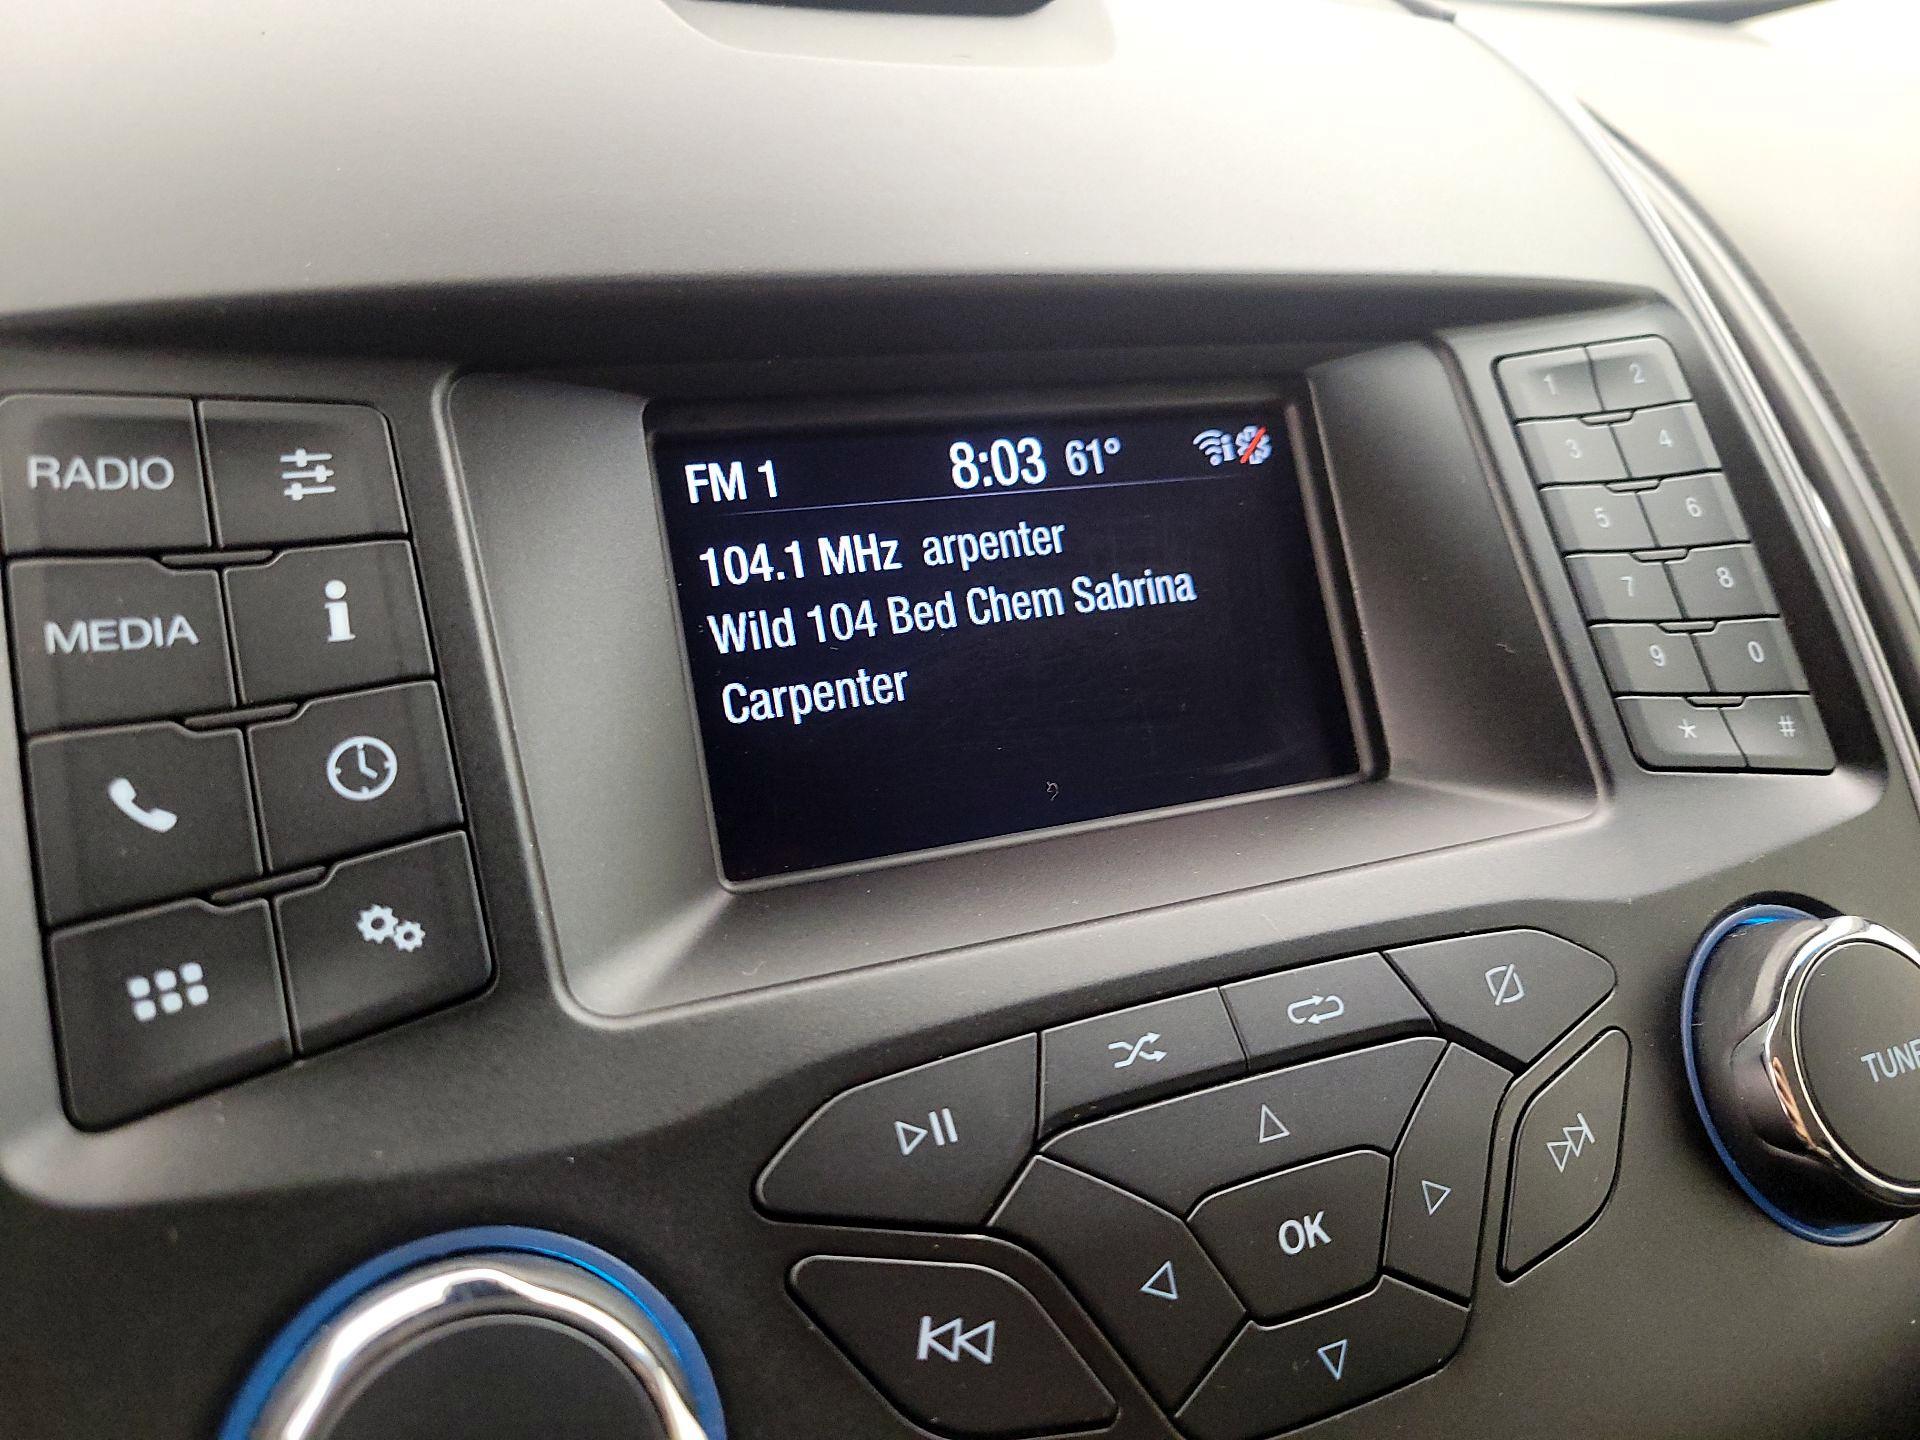 FM 1 8:03 61°
104.1 MHz arpenter
Wild 104 Bed Chem Sabrina
Carpenter
RADIO
MEDIA
1 2
3 4
5 6
7 8
9 0
* #
OK
TUNE